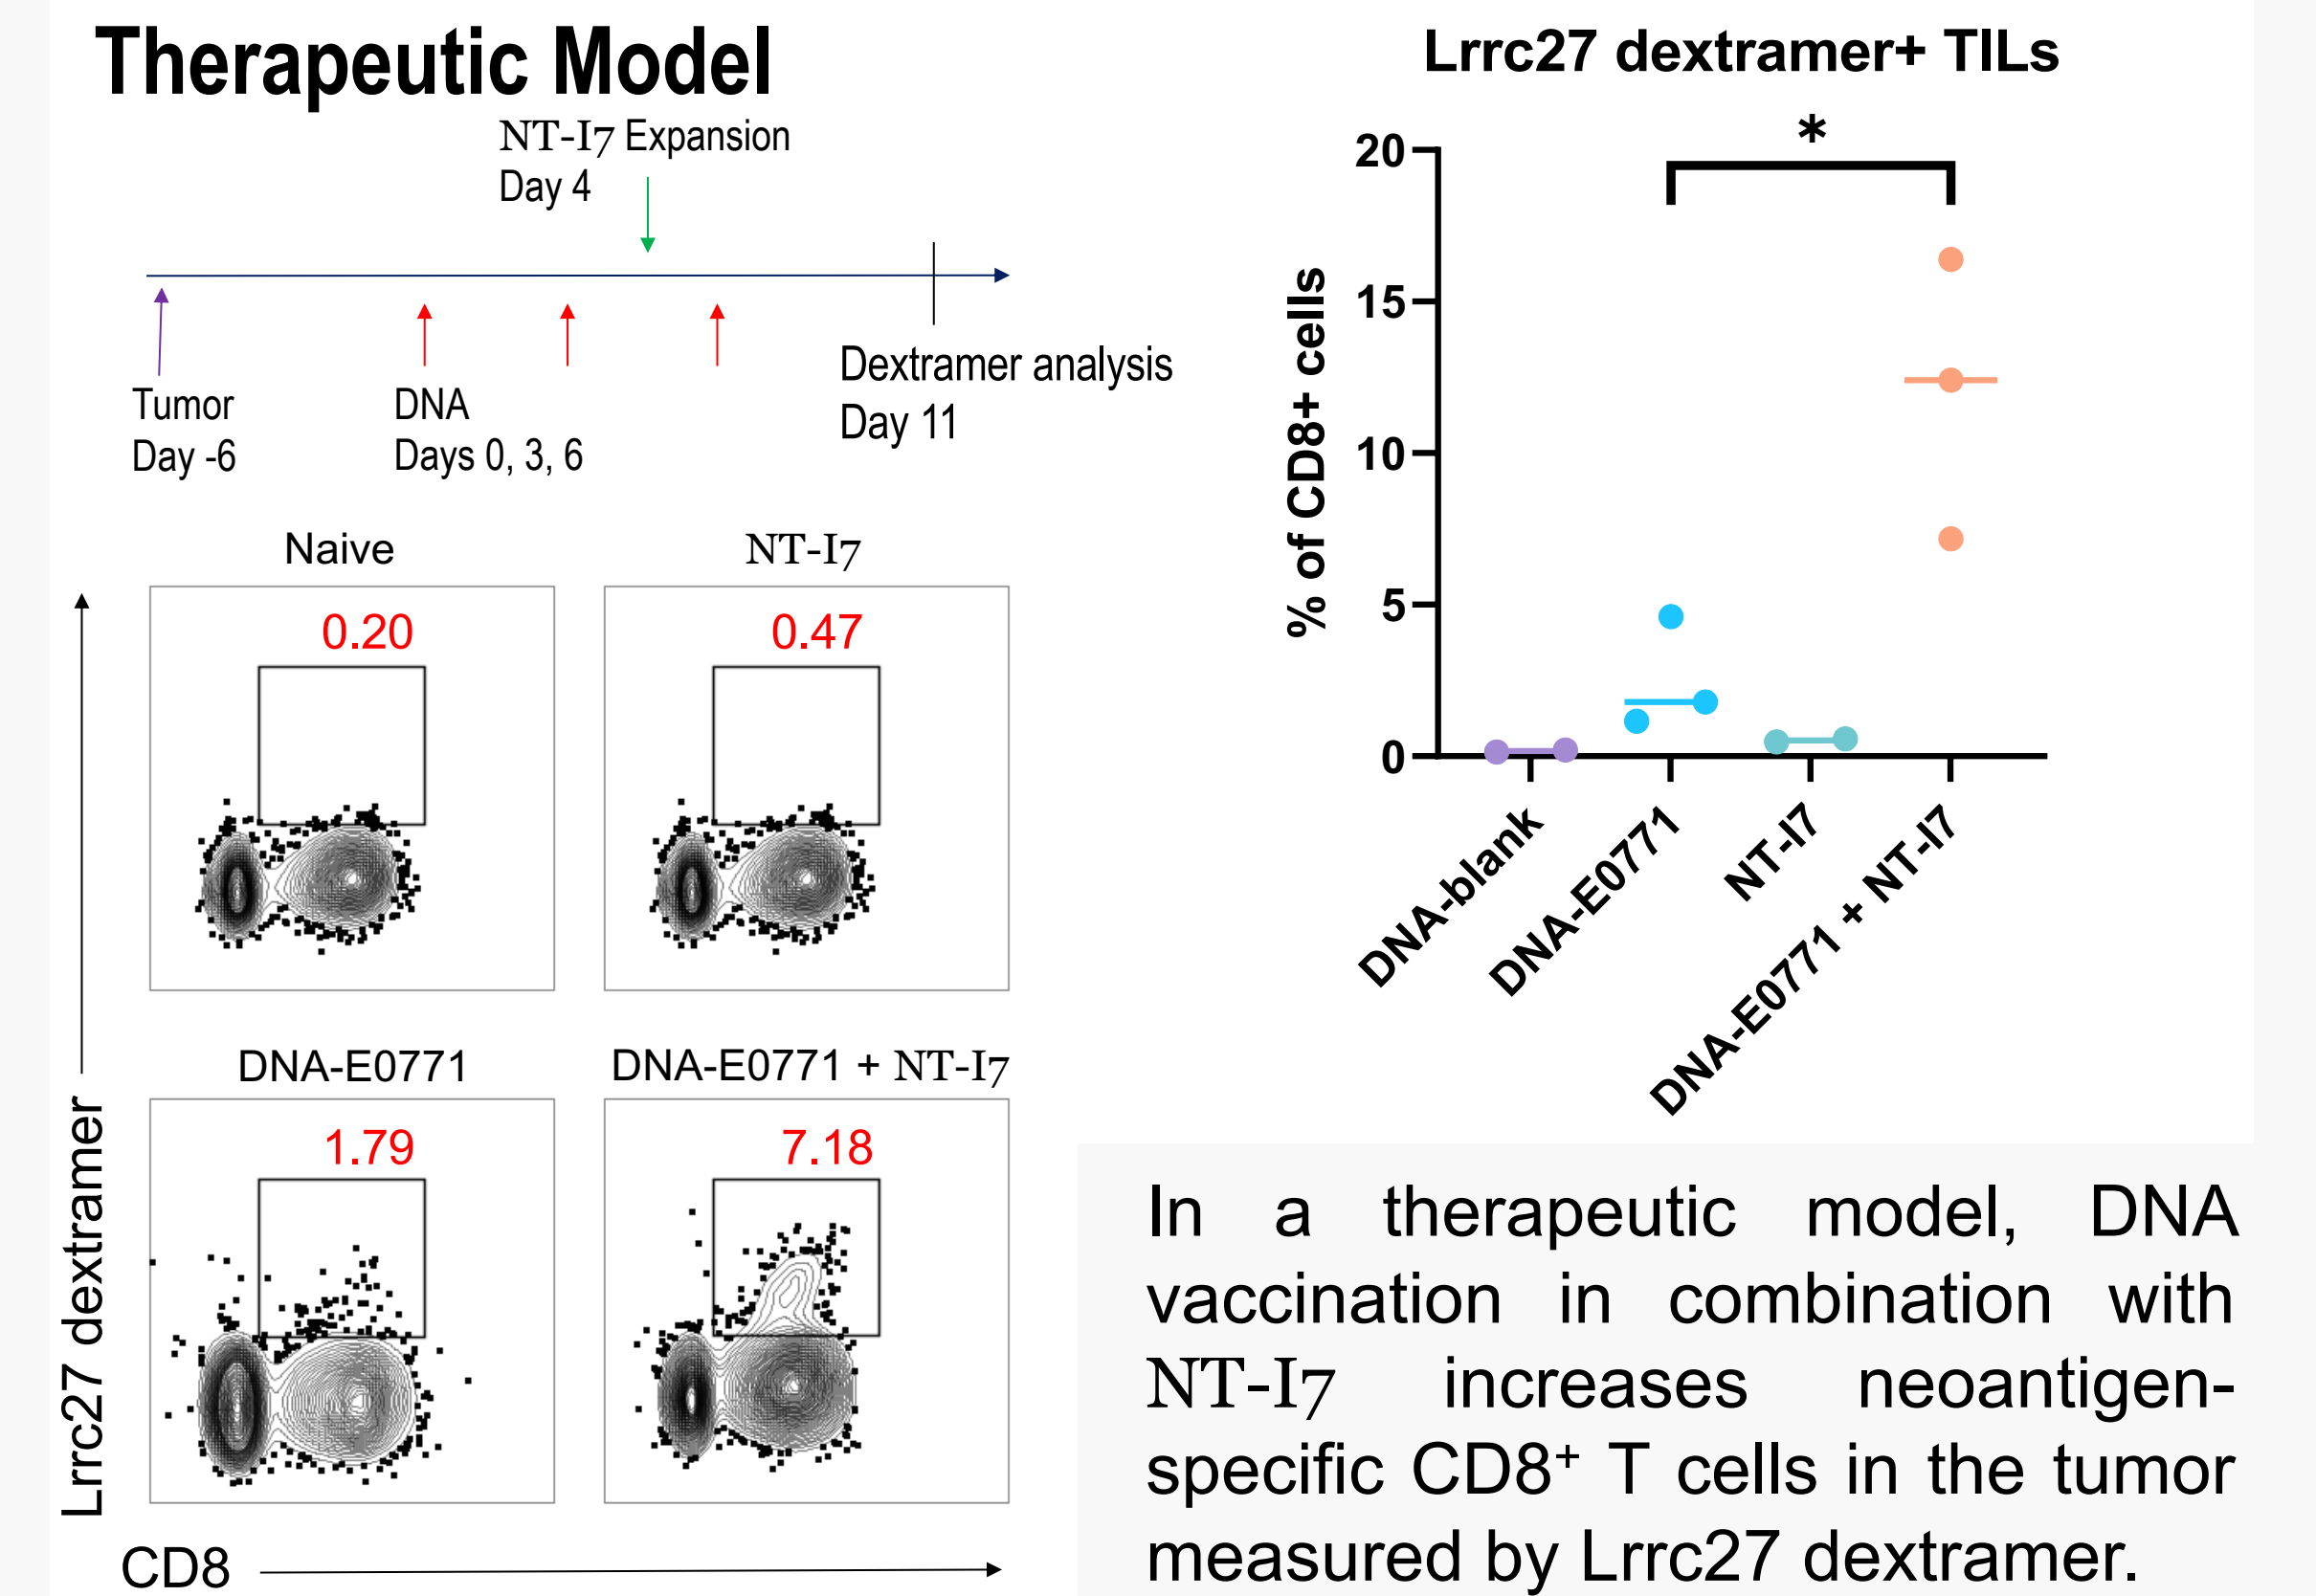 Therapeutic Model
NT-I7 Expansion
Day 4
Tumor
Day -6
DNA
Days 0, 3, 6
Dextramer analysis
Day 11
Naive
0.20
NT-I7
0.47
DNA-E0771
1.79
DNA-E0771 + NT-I7
7.18
Lrrc27 dextramer
CD8
Lrrc27 dextramer+ TILs
*
% of CD8+ cells
20
15
10
5
0
DNA-blank
DNA-E0771
NT-I7
DNA-E0771 + NT-I7
In a therapeutic model, DNA
vaccination in combination with
NT-I7 increases neoantigen-
specific CD8⁺ T cells in the tumor
measured by Lrrc27 dextramer.